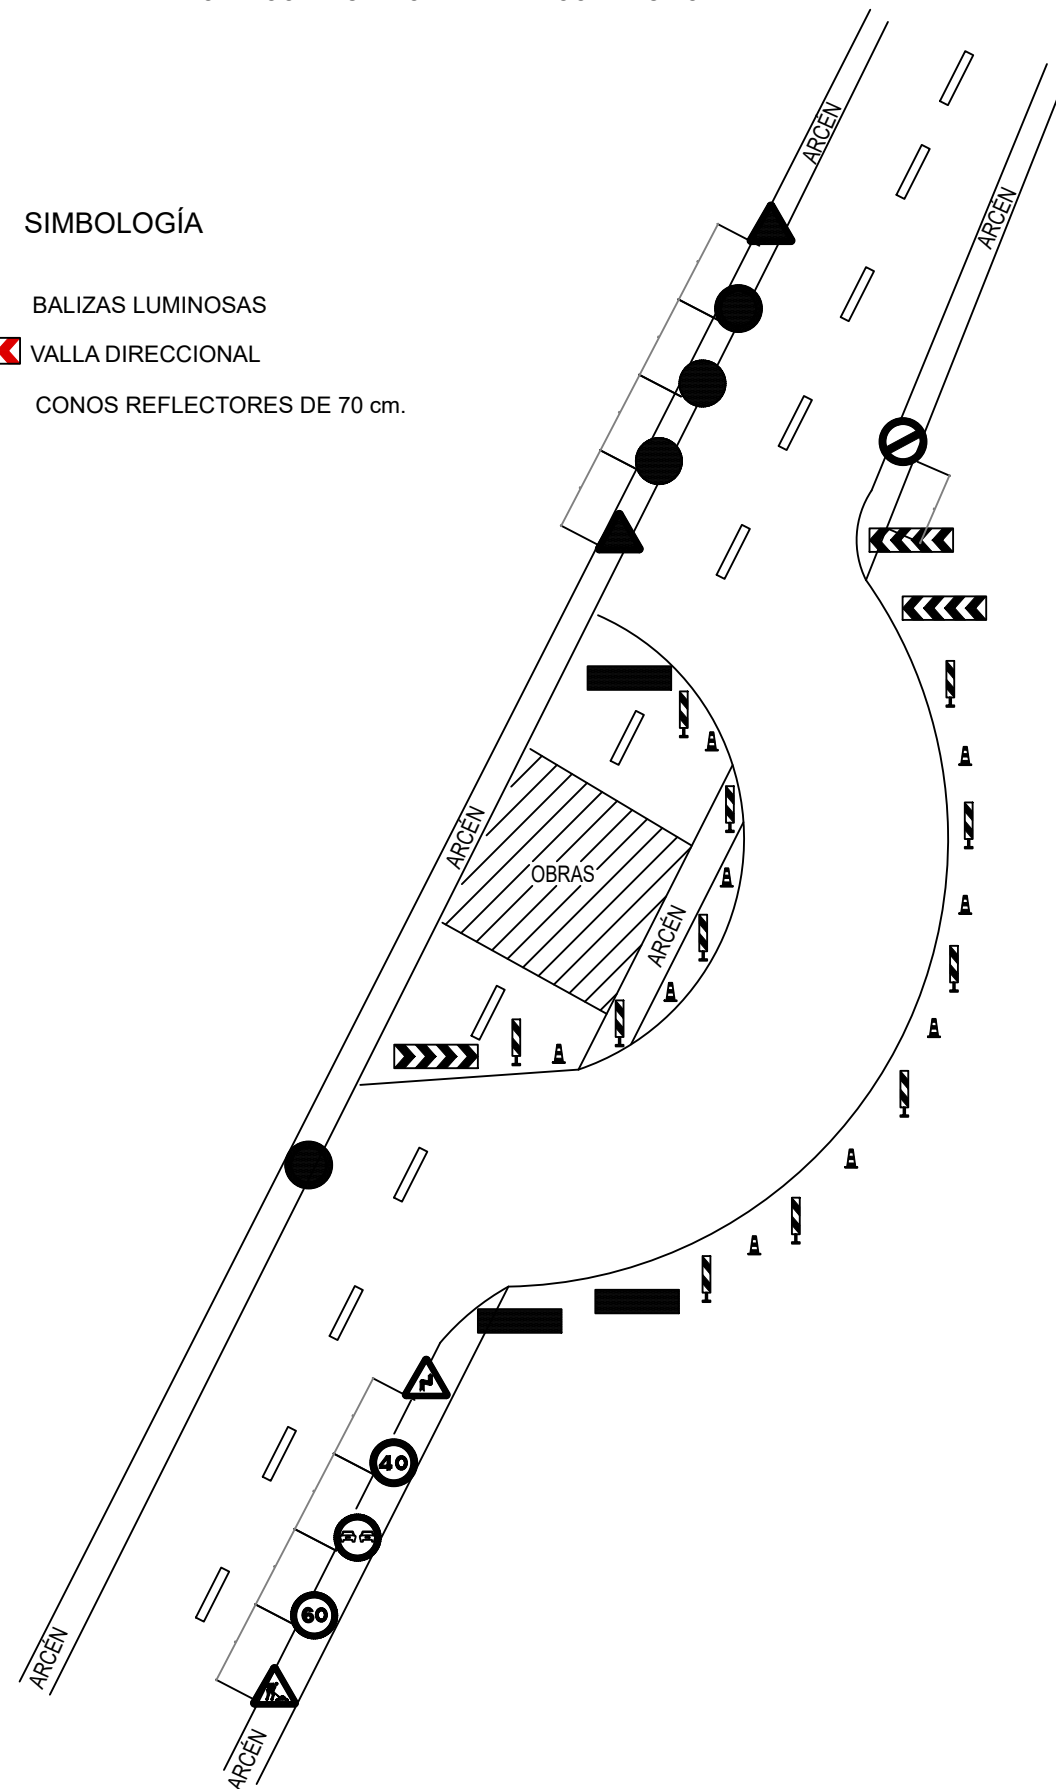 SIMBOLOGÍA
BALIZAS LUMINOSAS
VALLA DIRECCIONAL
CONOS REFLECTORES DE 70 cm.
ARCÉN
ARCÉN
ARCÉN
OBRAS
ARCÉN
40
60
ARCÉN
ARCÉN